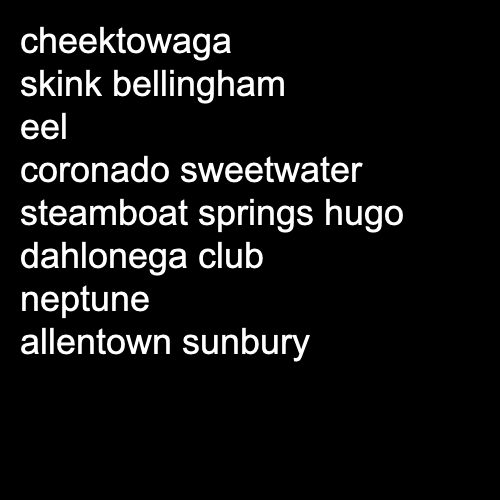 cheektowaga
skink bellingham
eel
coronado sweetwater
steamboat springs hugo
dahlonega club
neptune
allentown sunbury